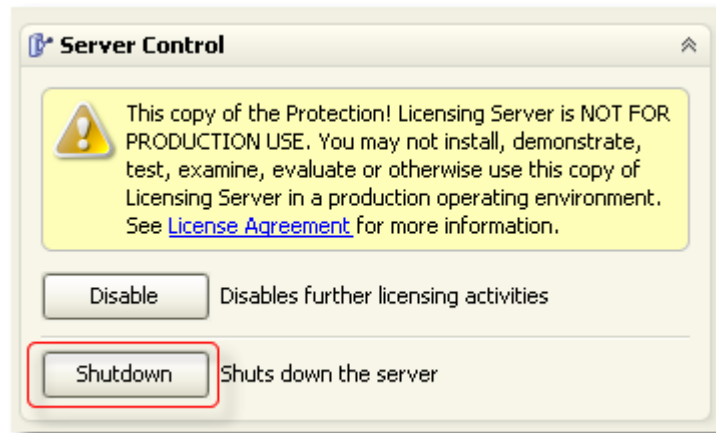 Server Control
This copy of the Protection! Licensing Server is NOT FOR
PRODUCTION USE. You may not install, demonstrate,
test, examine, evaluate or otherwise use this copy of
Licensing Server in a production operating environment.
See License Agreement for more information.
Disable Disables further licensing activities
Shutdown Shuts down the server